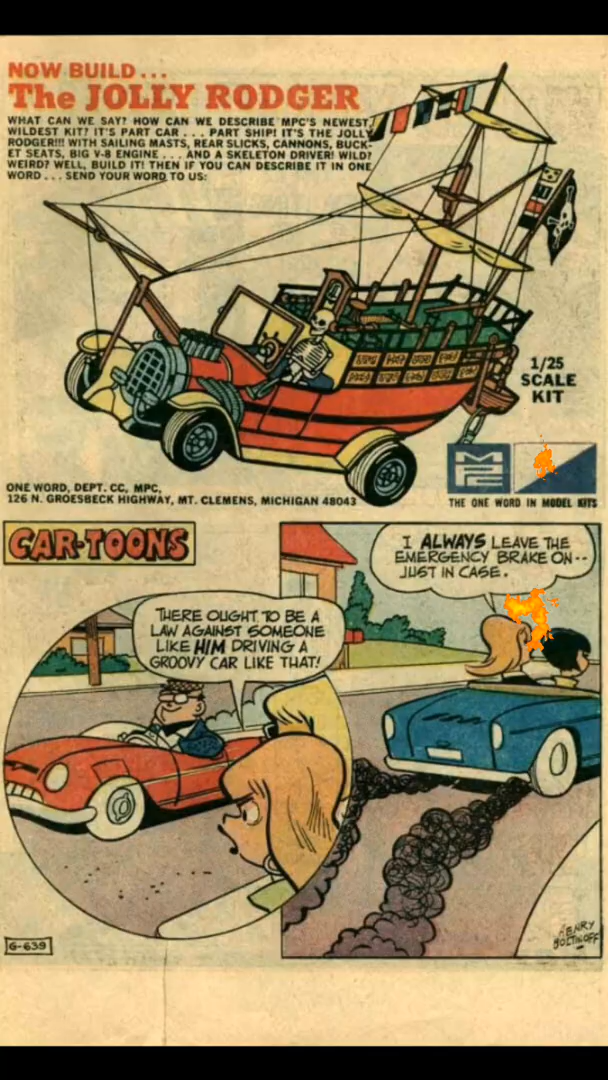 NOW BUILD...
The JOLLY RODGER
WHAT CAN WE SAY? HOW CAN WE DESCRIBE MPC'S NEWEST,
WILDEST KIT? IT'S PART CAR . . . PART SHIP! IT'S THE JOLLY
RODGER!!! WITH SAILING MASTS, REAR SLICKS, CANNONS, BUCK-
ET SEATS, BIG V-8 ENGINE . . . AND A SKELETON DRIVER! WILD?
WEIRD? WELL, BUILD IT! THEN IF YOU CAN DESCRIBE IT IN ONE
WORD . . . SEND YOUR WORD TO US:
1/25
SCALE
KIT
MPC
ONE WORD, DEPT. CC, MPC,
126 N. GROESBECK HIGHWAY, MT. CLEMENS, MICHIGAN 48043
THE ONE WORD IN MODEL KITS
CAR-TOONS
THERE OUGHT TO BE A
LAW AGAINST SOMEONE
LIKE HIM DRIVING A
GROOVY CAR LIKE THAT!
I ALWAYS LEAVE THE
EMERGENCY BRAKE ON--
JUST IN CASE.
G-639
HENRY
BOLTINOFF